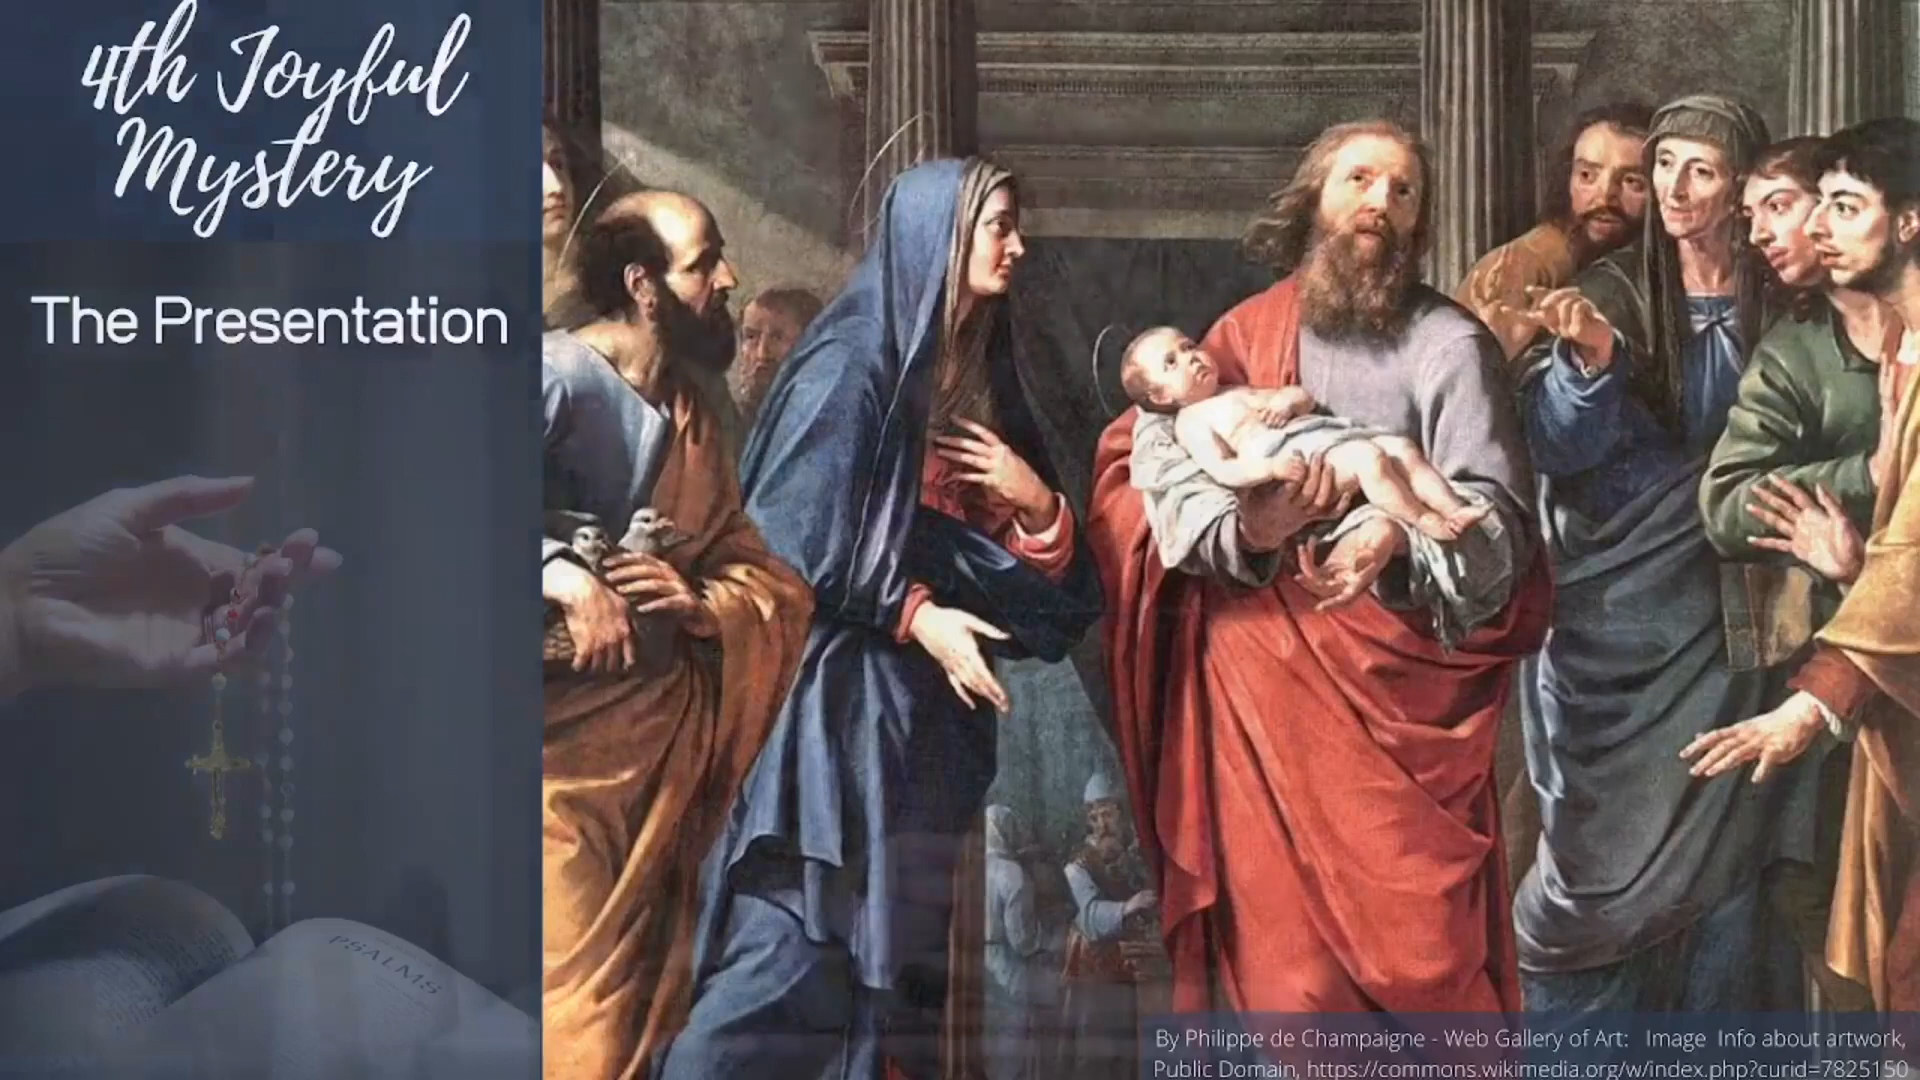 4th Joyful
Mystery
The Presentation
PSALMS
By Philippe de Champaigne - Web Gallery of Art: Image Info about artwork,
Public Domain, https://commons.wikimedia.org/w/index.php?curid=7825150